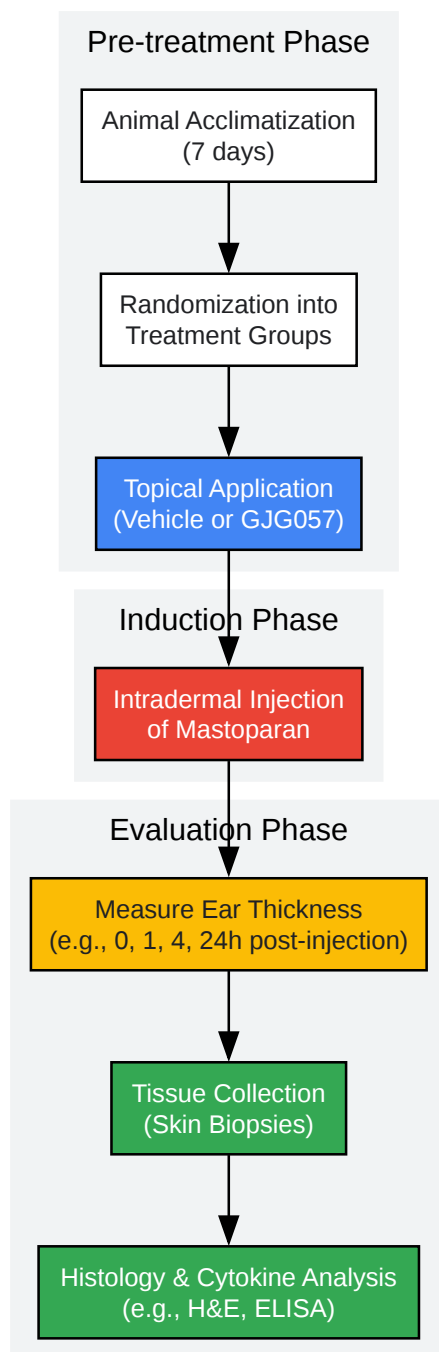 Pre-treatment Phase
Animal Acclimatization
(7 days)
Randomization into
Treatment Groups
Topical Application
(Vehicle or GJG057)
Induction Phase
Intradermal Injection
of Mastoparan
Evaluation Phase
Measure Ear Thickness
(e.g., 0, 1, 4, 24h post-injection)
Tissue Collection
(Skin Biopsies)
Histology & Cytokine Analysis
(e.g., H&E, ELISA)